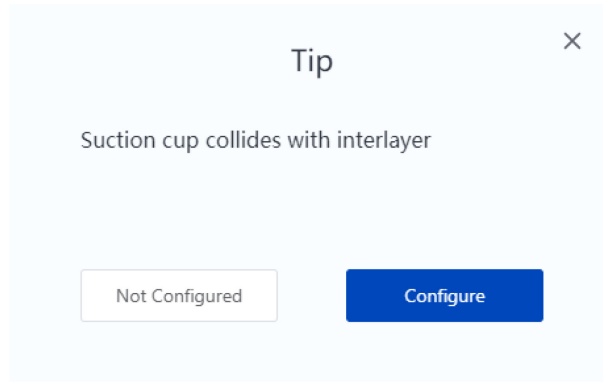 Tip
Suction cup collides with interlayer
Not Configured
Configure